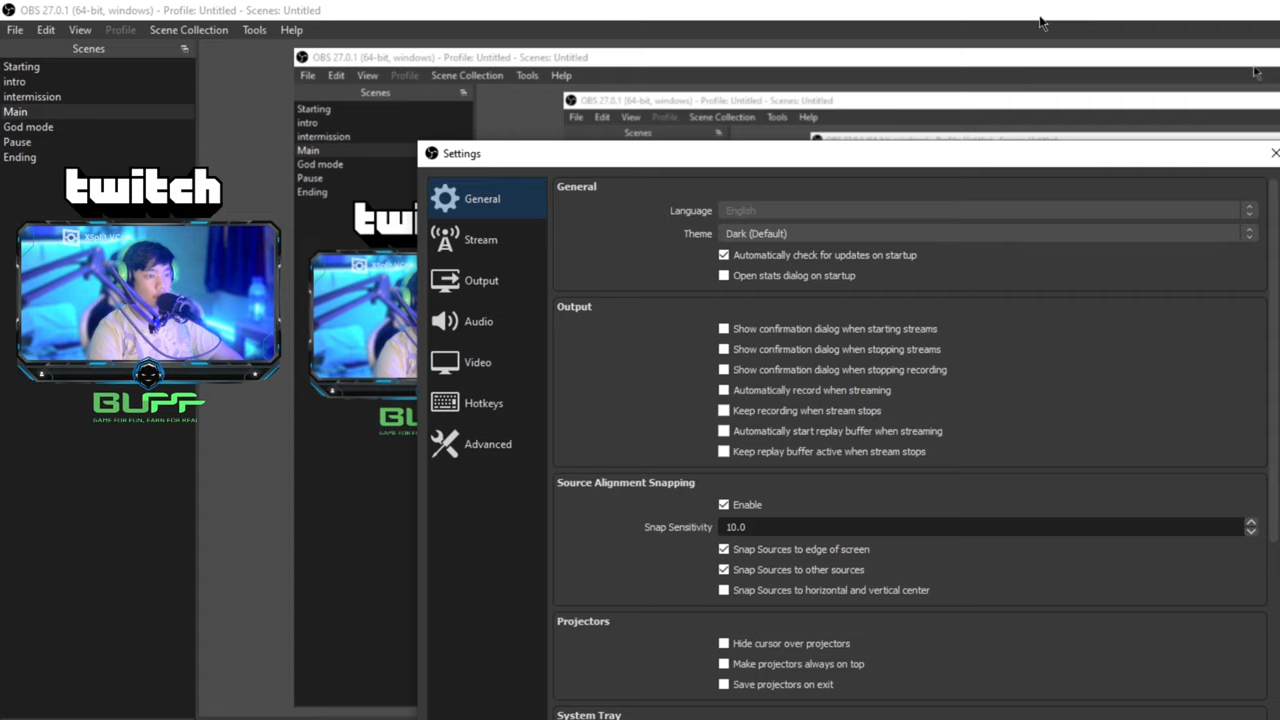 OBS 27.0.1 (64-bit, windows) - Profile: Untitled - Scenes: Untitled
File Edit View Profile Scene Collection Tools Help
Scenes
Starting
intro
intermission
Main
God mode
Pause
Ending
twitch
XSplit VCam
BUFF
GAME FOR FUN, EARN FOR REAL
OBS 27.0.1 (64-bit, windows) - Profile: Untitled - Scenes: Untitled
File Edit View Profile Scene Collection Tools Help
Scenes
Starting
intro
intermission
Main
God mode
Pause
Ending
OBS 27.0.1 (64-bit, windows) - Profile: Untitled - Scenes: Untitled
File Edit View Profile Scene Collection Tools Help
Scenes
Settings
General
Stream
Output
Audio
Video
Hotkeys
Advanced
General
Language English
Theme Dark (Default)
Automatically check for updates on startup
Open stats dialog on startup
Output
Show confirmation dialog when starting streams
Show confirmation dialog when stopping streams
Show confirmation dialog when stopping recording
Automatically record when streaming
Keep recording when stream stops
Automatically start replay buffer when streaming
Keep replay buffer active when stream stops
Source Alignment Snapping
Enable
Snap Sensitivity 10.0
Snap Sources to edge of screen
Snap Sources to other sources
Snap Sources to horizontal and vertical center
Projectors
Hide cursor over projectors
Make projectors always on top
Save projectors on exit
System Tray